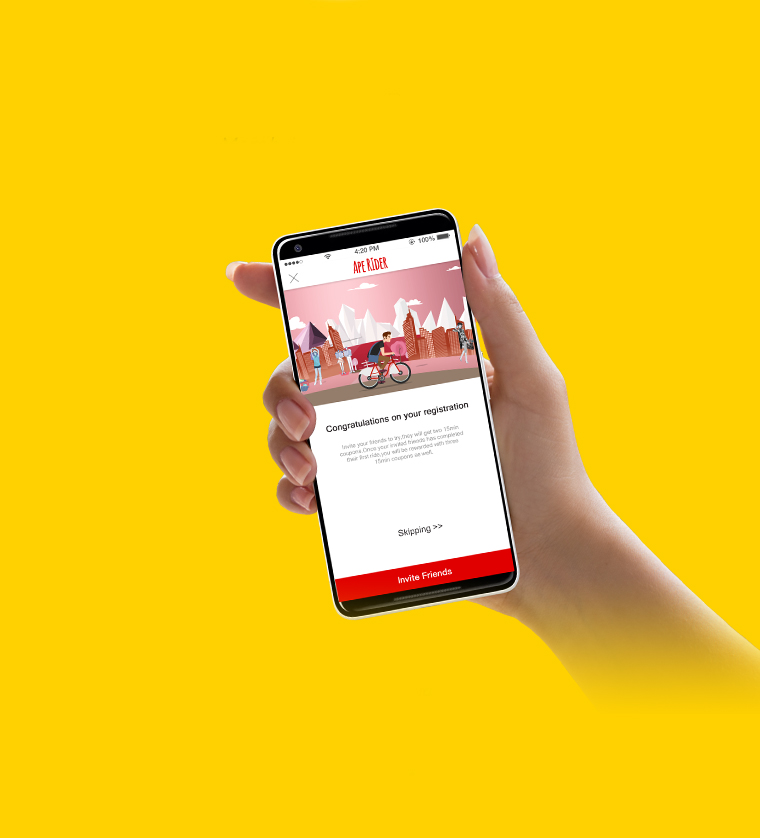 4:20 PM
100%
APE RIDER
Congratulations on your registration
Invite your friends to try,they will get two 15min
coupons.Once your invited friends has completed
their first ride,you will be rewarded with three
15min coupons as well.
Skipping >>
Invite Friends